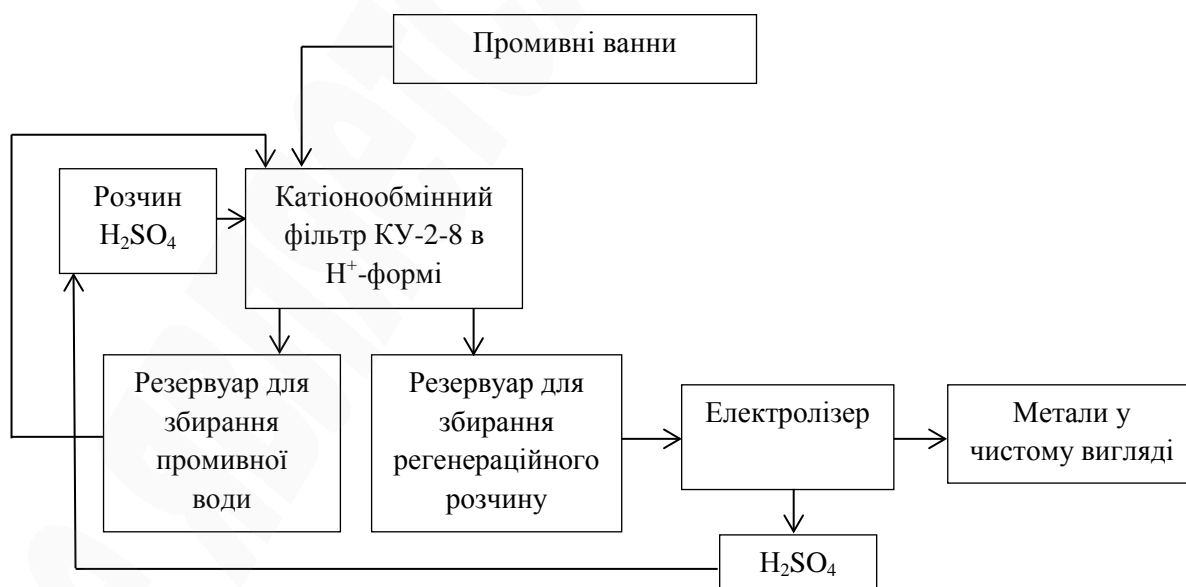 Промивні ванни
Розчин
H₂SO₄
Катіонообмінний
фільтр КУ-2-8 в
H⁺-формі
Резервуар для
збирання
промивної
води
Резервуар для
збирання
регенераційного
розчину
Електролізер
Метали у
чистому вигляді
H₂SO₄